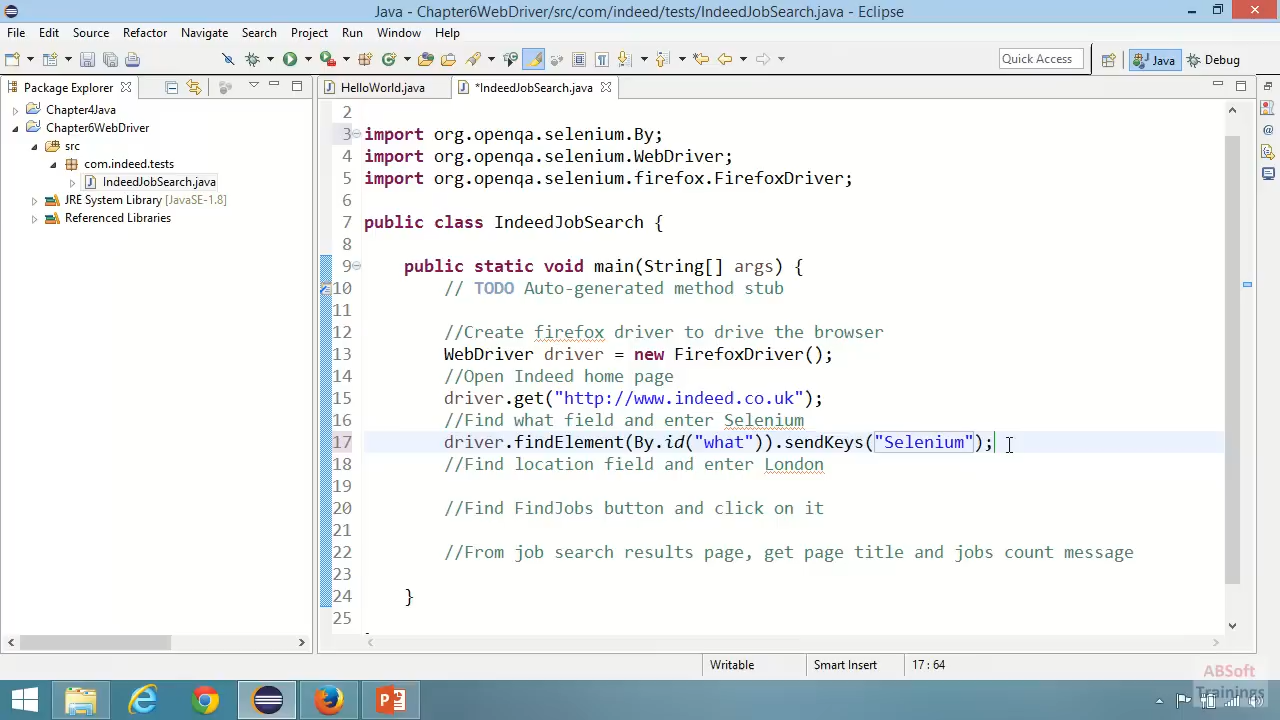 Java - Chapter6WebDriver/src/com/indeed/tests/IndeedJobSearch.java - Eclipse
File Edit Source Refactor Navigate Search Project Run Window Help
Quick Access
Java
Debug
Package Explorer
HelloWorld.java
*IndeedJobSearch.java
Chapter4Java
Chapter6WebDriver
src
com.indeed.tests
IndeedJobSearch.java
JRE System Library [JavaSE-1.8]
Referenced Libraries
2
3 import org.openqa.selenium.By;
4 import org.openqa.selenium.WebDriver;
5 import org.openqa.selenium.firefox.FirefoxDriver;
6
7 public class IndeedJobSearch {
8
9 public static void main(String[] args) {
10 // TODO Auto-generated method stub
11
12 //Create firefox driver to drive the browser
13 WebDriver driver = new FirefoxDriver();
14 //Open Indeed home page
15 driver.get("http://www.indeed.co.uk");
16 //Find what field and enter Selenium
17 driver.findElement(By.id("what")).sendKeys("Selenium");
18 //Find location field and enter London
19
20 //Find FindJobs button and click on it
21
22 //From job search results page, get page title and jobs count message
23
24 }
25
Writable
Smart Insert
17 : 64
ABSoft
Trainings